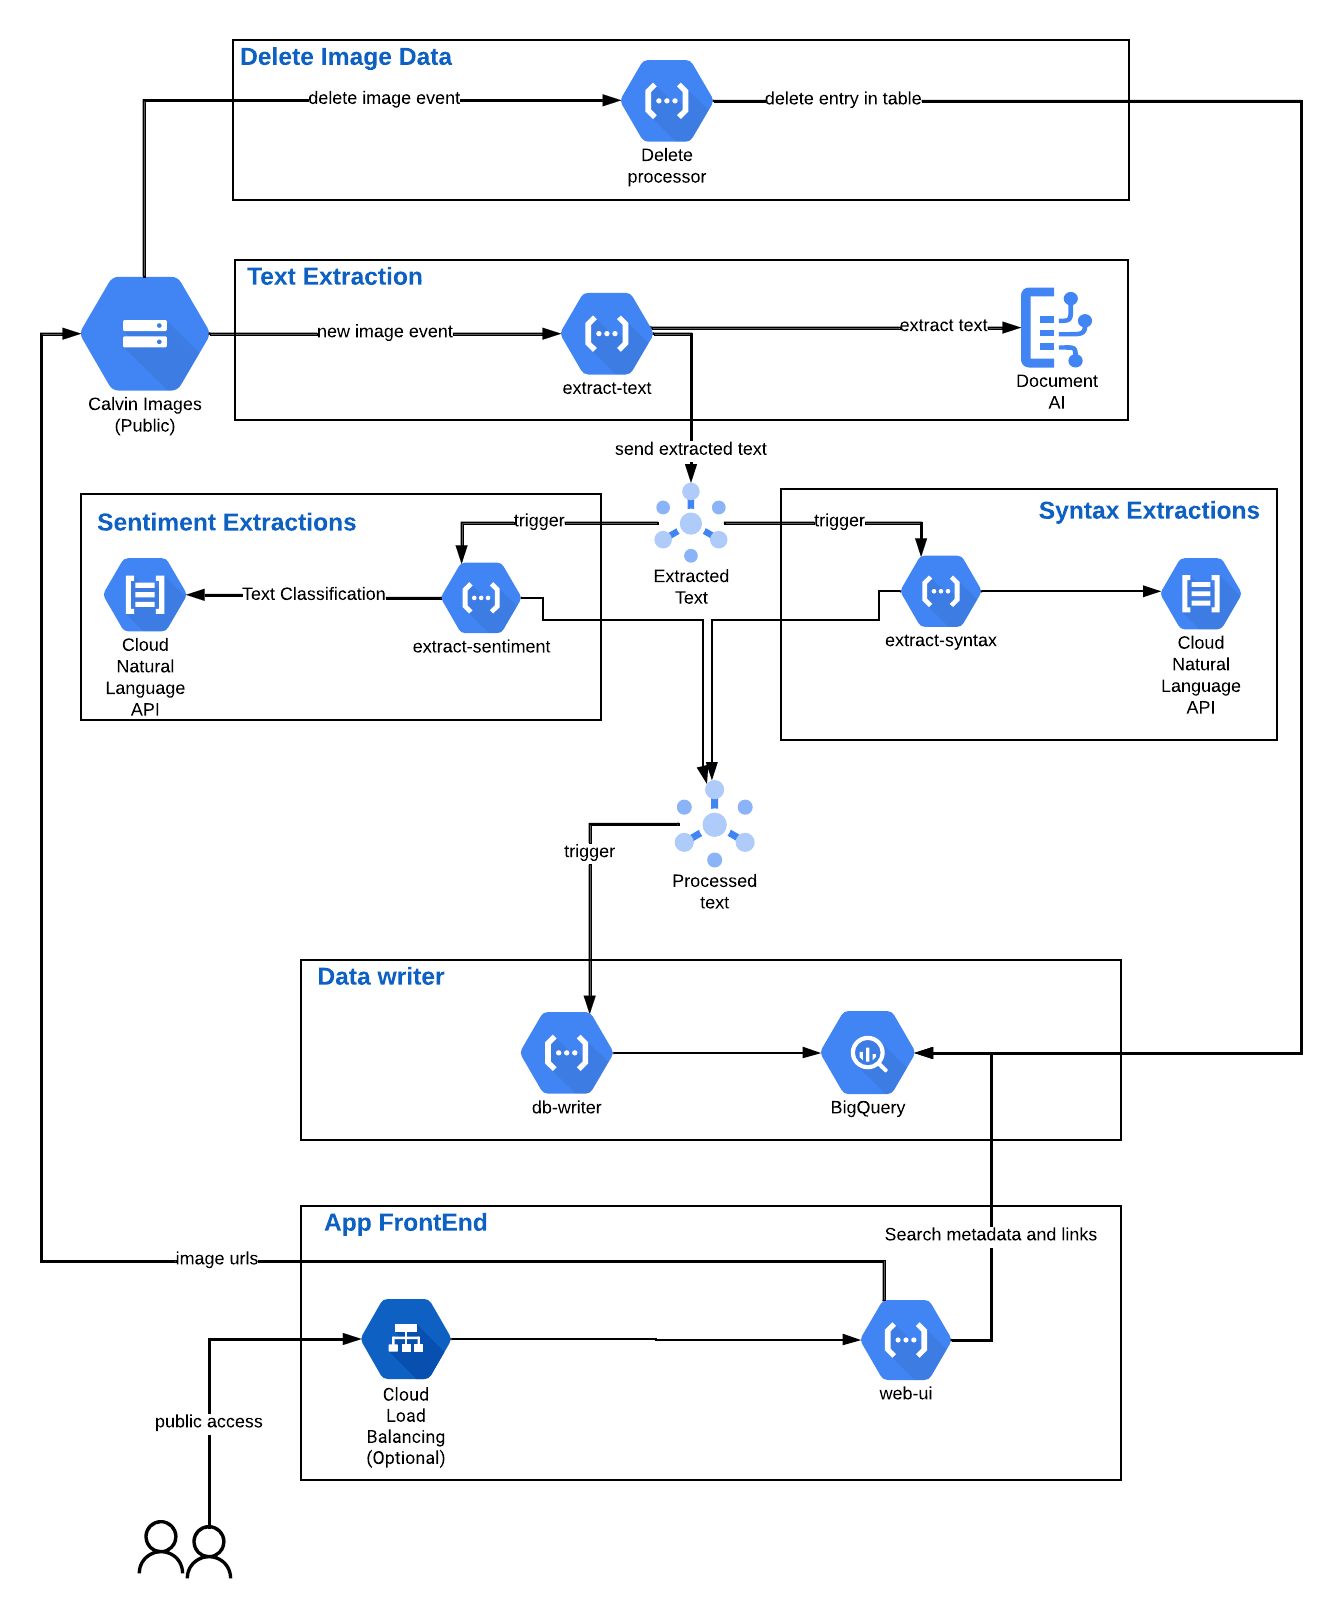 Delete Image Data
delete image event
delete entry in table
Delete
processor
Text Extraction
new image event
extract text
extract-text
Document
AI
Calvin Images
(Public)
send extracted text
Sentiment Extractions
trigger
trigger
Syntax Extractions
Text Classification
Extracted
Text
extract-sentiment
extract-syntax
Cloud
Natural
Language
API
Cloud
Natural
Language
API
trigger
Processed
text
Data writer
db-writer
BigQuery
App FrontEnd
Search metadata and links
image urls
Cloud
Load
Balancing
(Optional)
web-ui
public access